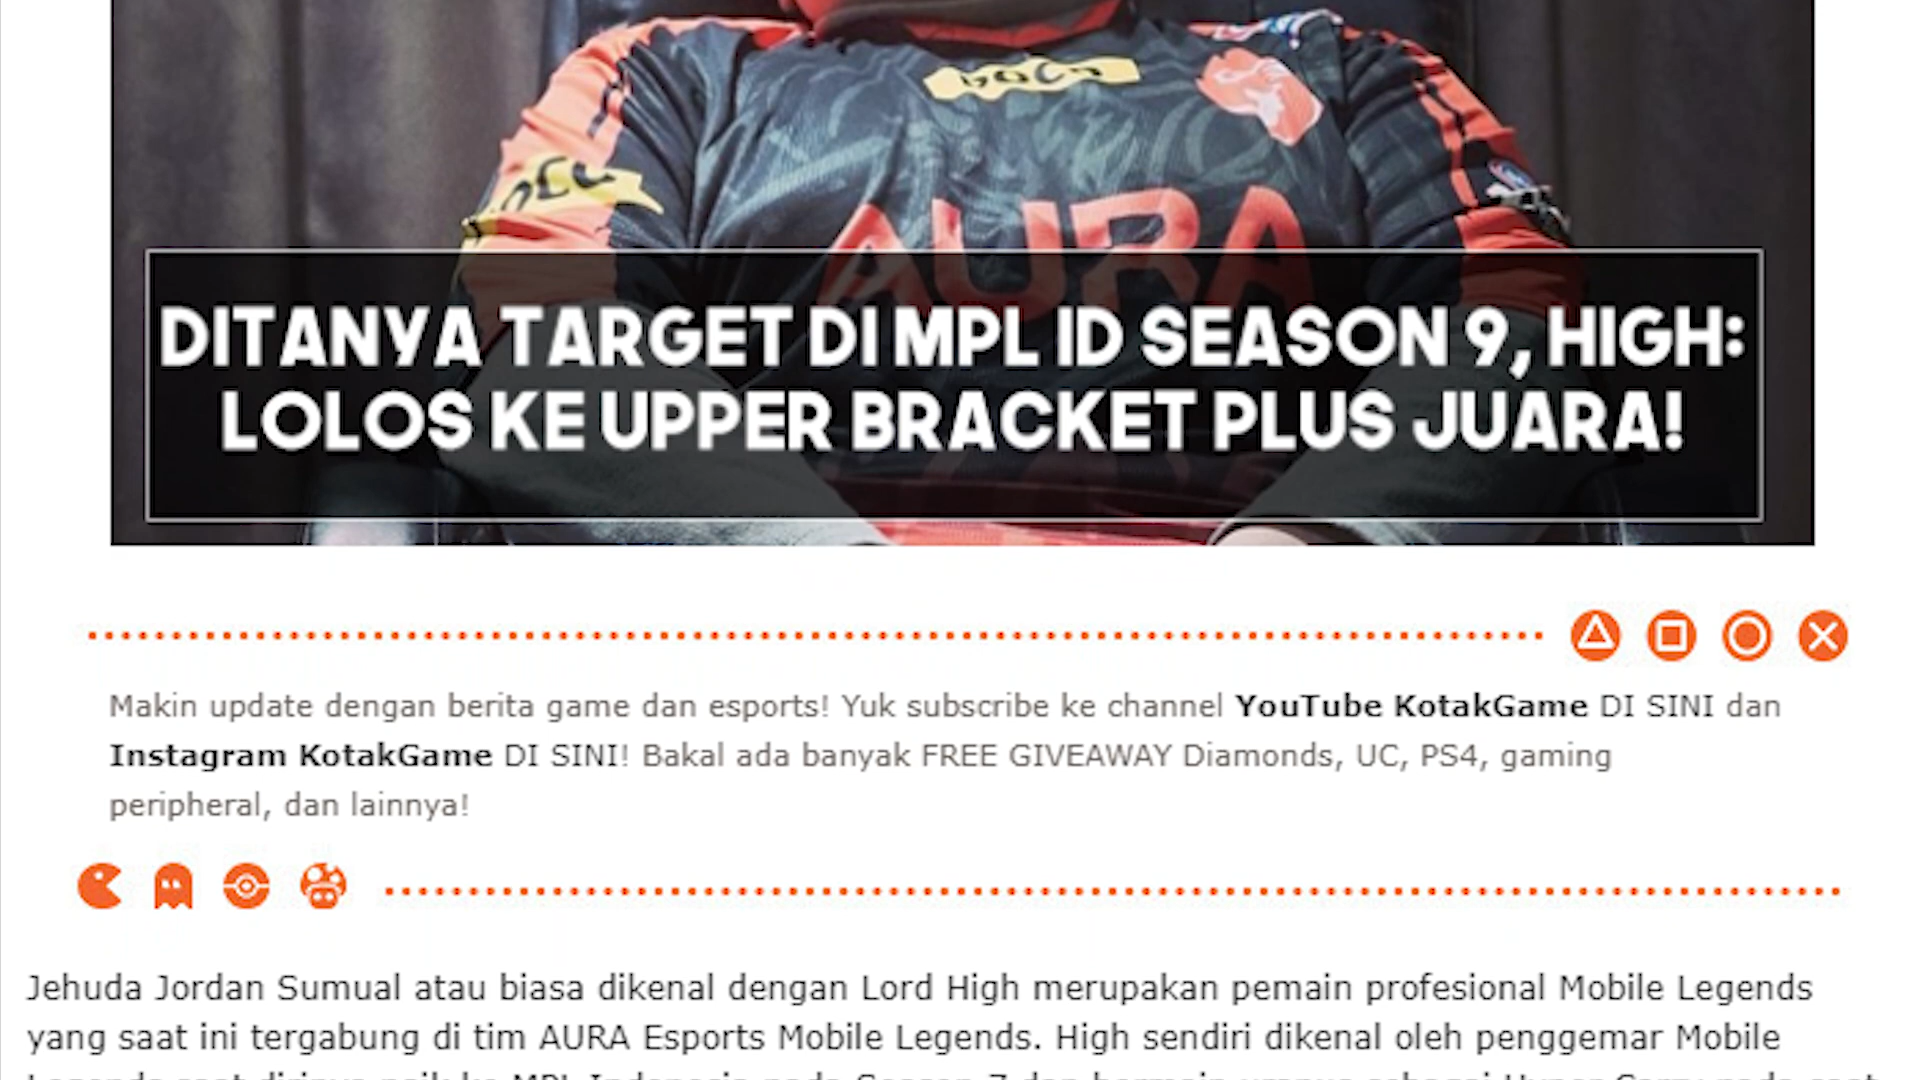 AURA
DITANYA TARGET DI MPL ID SEASON 9, HIGH:
LOLOS KE UPPER BRACKET PLUS JUARA!
Makin update dengan berita game dan esports! Yuk subscribe ke channel YouTube KotakGame DI SINI dan
Instagram KotakGame DI SINI! Bakal ada banyak FREE GIVEAWAY Diamonds, UC, PS4, gaming
peripheral, dan lainnya!
Jehuda Jordan Sumual atau biasa dikenal dengan Lord High merupakan pemain profesional Mobile Legends
yang saat ini tergabung di tim AURA Esports Mobile Legends. High sendiri dikenal oleh penggemar Mobile